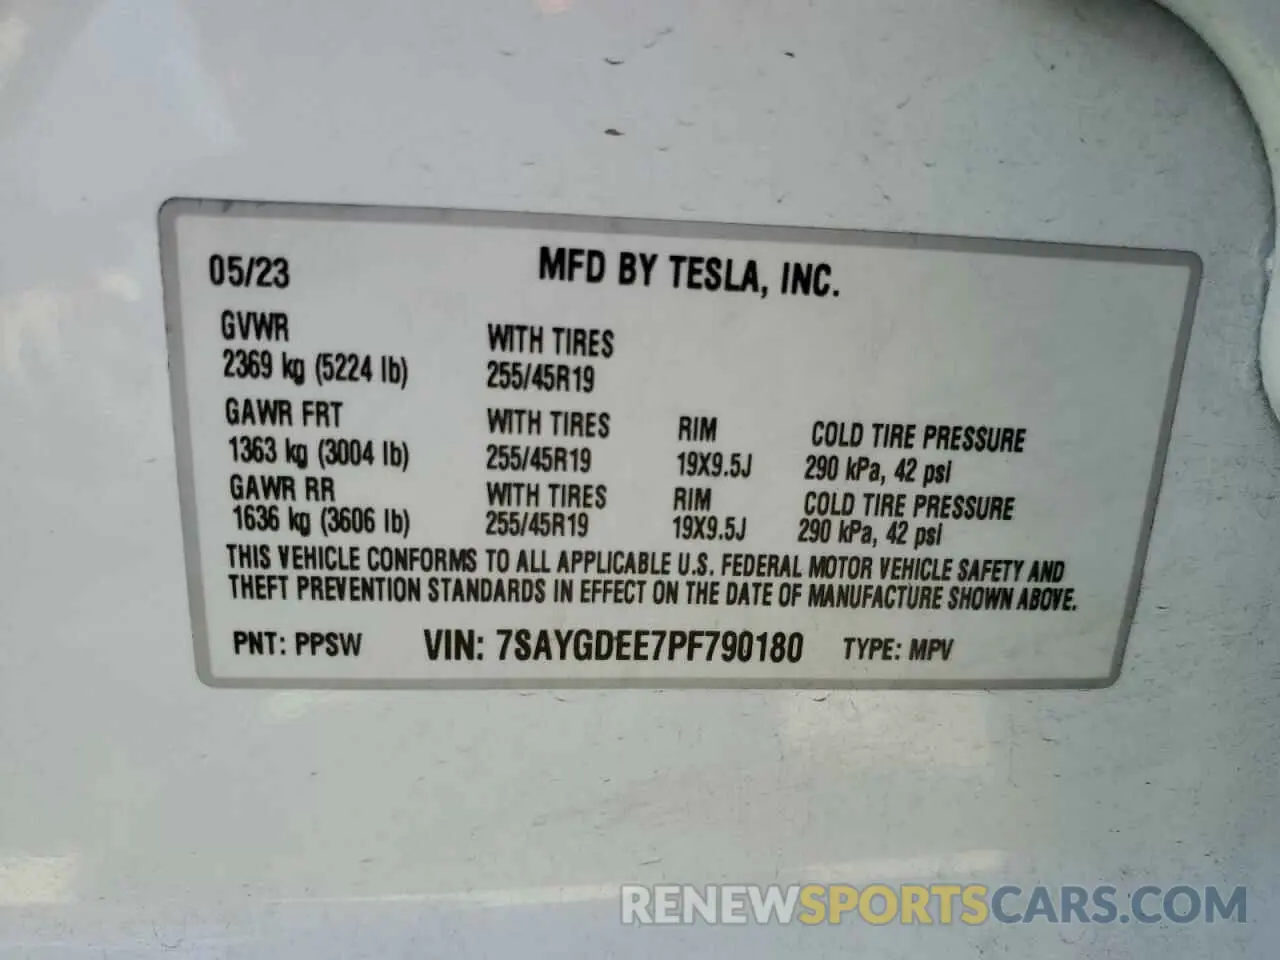 05/23 MFD BY TESLA, INC.
GVWR WITH TIRES
2369 kg (5224 lb) 255/45R19
GAWR FRT WITH TIRES RIM COLD TIRE PRESSURE
1363 kg (3004 lb) 255/45R19 19X9.5J 290 kPa, 42 psi
GAWR RR WITH TIRES RIM COLD TIRE PRESSURE
1636 kg (3606 lb) 255/45R19 19X9.5J 290 kPa, 42 psi
THIS VEHICLE CONFORMS TO ALL APPLICABLE U.S. FEDERAL MOTOR VEHICLE SAFETY AND
THEFT PREVENTION STANDARDS IN EFFECT ON THE DATE OF MANUFACTURE SHOWN ABOVE.
PNT: PPSW VIN: 7SAYGDEE7PF790180 TYPE: MPV
RENEWSPORTSCARS.COM